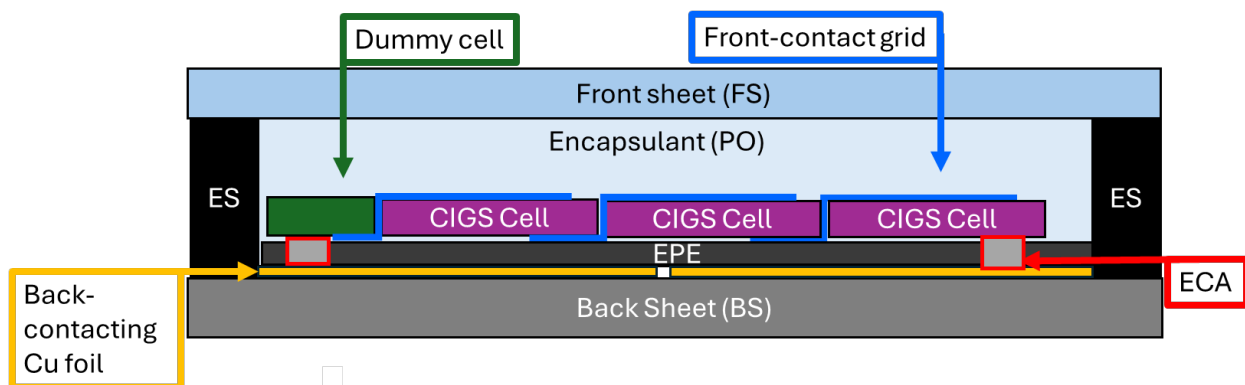 Dummy cell
Front-contact grid
Front sheet (FS)
Encapsulant (PO)
ES
ES
CIGS Cell
CIGS Cell
CIGS Cell
EPE
Back-
contacting
Cu foil
ECA
Back Sheet (BS)